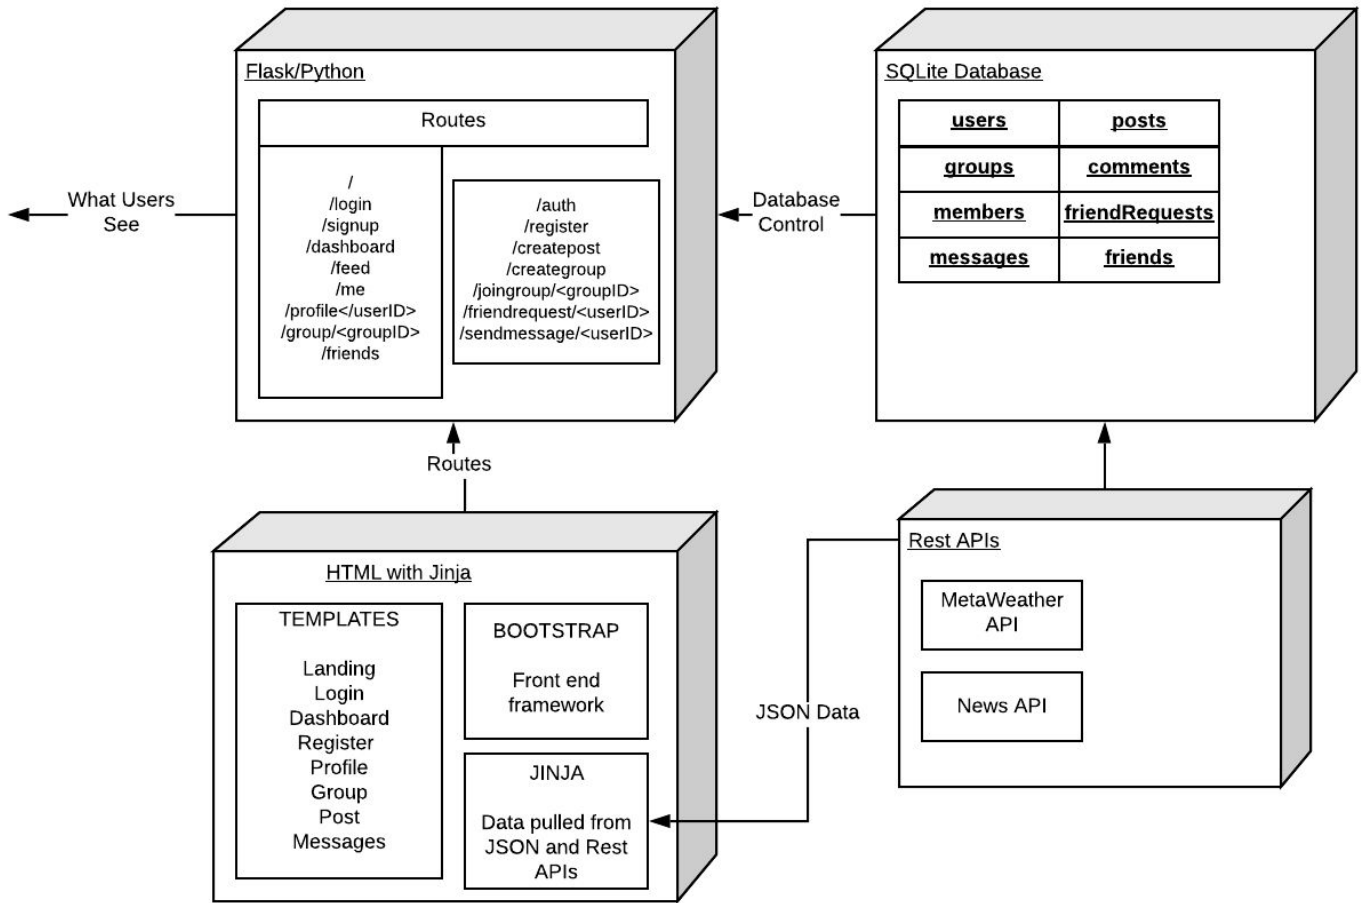 Flask/Python
Routes
/
/login
/signup
/dashboard
/feed
/me
/profile</userID>
/group/<groupID>
/friends
/auth
/register
/createpost
/creategroup
/joingroup/<groupID>
/friendrequest/<userID>
/sendmessage/<userID>
What Users
See
Database
Control
SQLite Database
users
posts
groups
comments
members
friendRequests
messages
friends
Routes
HTML with Jinja
TEMPLATES
Landing
Login
Dashboard
Register
Profile
Group
Post
Messages
BOOTSTRAP
Front end
framework
JINJA
Data pulled from
JSON and Rest
APIs
JSON Data
Rest APIs
MetaWeather
API
News API